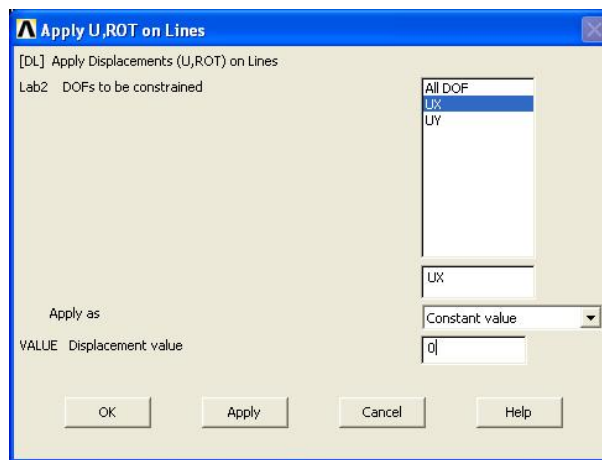 Apply U,ROT on Lines
[DL] Apply Displacements (U,ROT) on Lines
Lab2 DOFs to be constrained
All DOF
UX
UY
UX
Apply as
Constant value
VALUE Displacement value
0
OK Apply Cancel Help